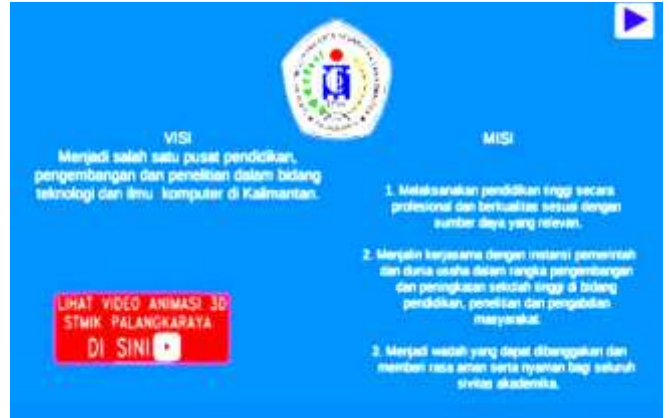 VISI
Menjadi salah satu pusat pendidikan,
pengembangan dan penelitian dalam bidang
teknologi dan ilmu komputer di Kalimantan.
LIHAT VIDEO ANIMASI 3D
STMIK PALANGKARAYA
DI SINI
MISI
1. Melaksanakan pendidikan tinggi secara
profesional dan berkualitas sesuai dengan
sumber daya yang relevan.
2. Menjalin kerjasama dengan instansi pemerintah
dan dunia usaha dalam rangka pengembangan
dan peningkatan sekolah tinggi di bidang
pendidikan, penelitian dan pengabdian
masyarakat.
3. Menjadi wadah yang dapat dibanggakan dan
memberi rasa aman serta nyaman bagi seluruh
sivitas akademika.